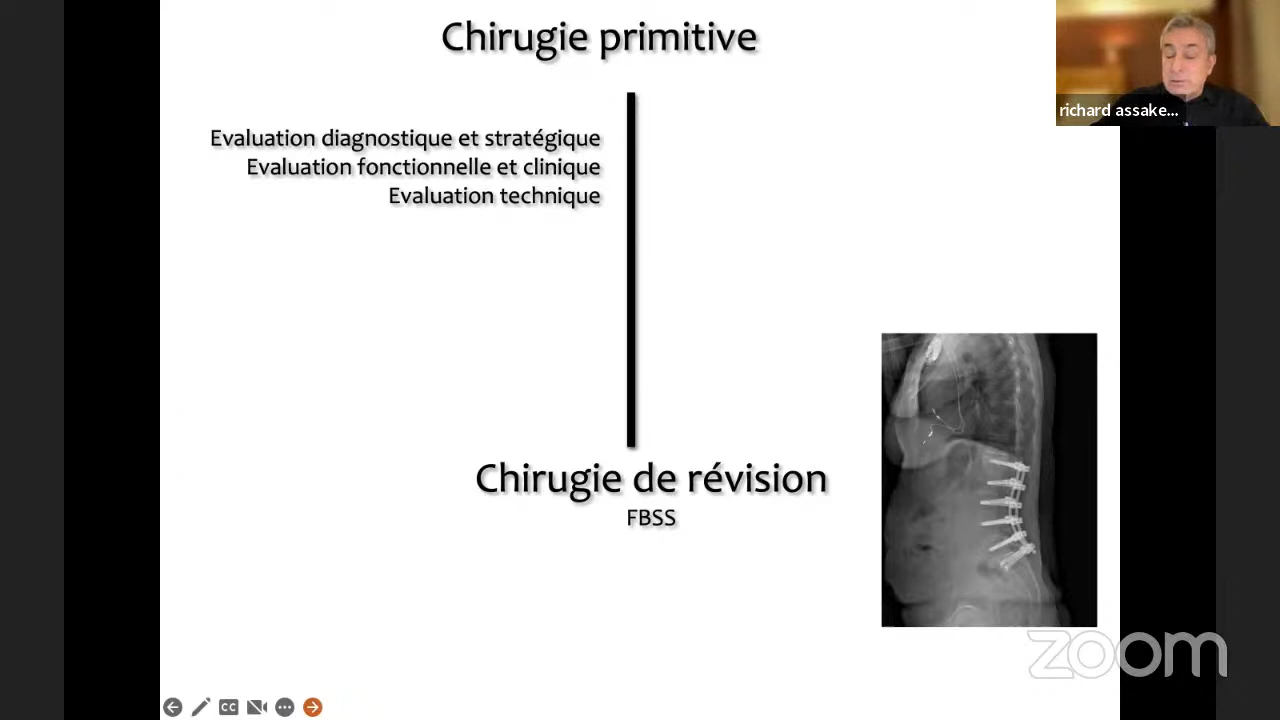 Chirugie primitive
richard assake...
Evaluation diagnostique et stratégique
Evaluation fonctionnelle et clinique
Evaluation technique
Chirugie de révision
FBSS
zoom
CC